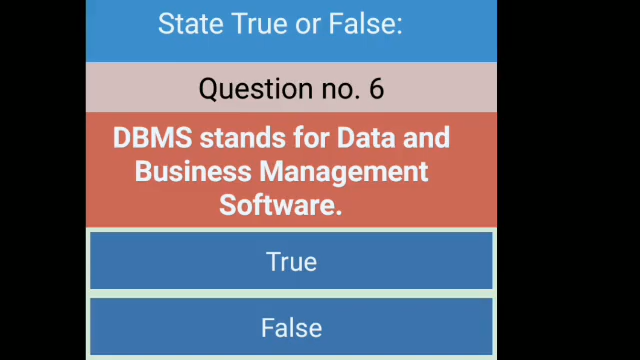 State True or False:
Question no. 6
DBMS stands for Data and
Business Management
Software.
True
False